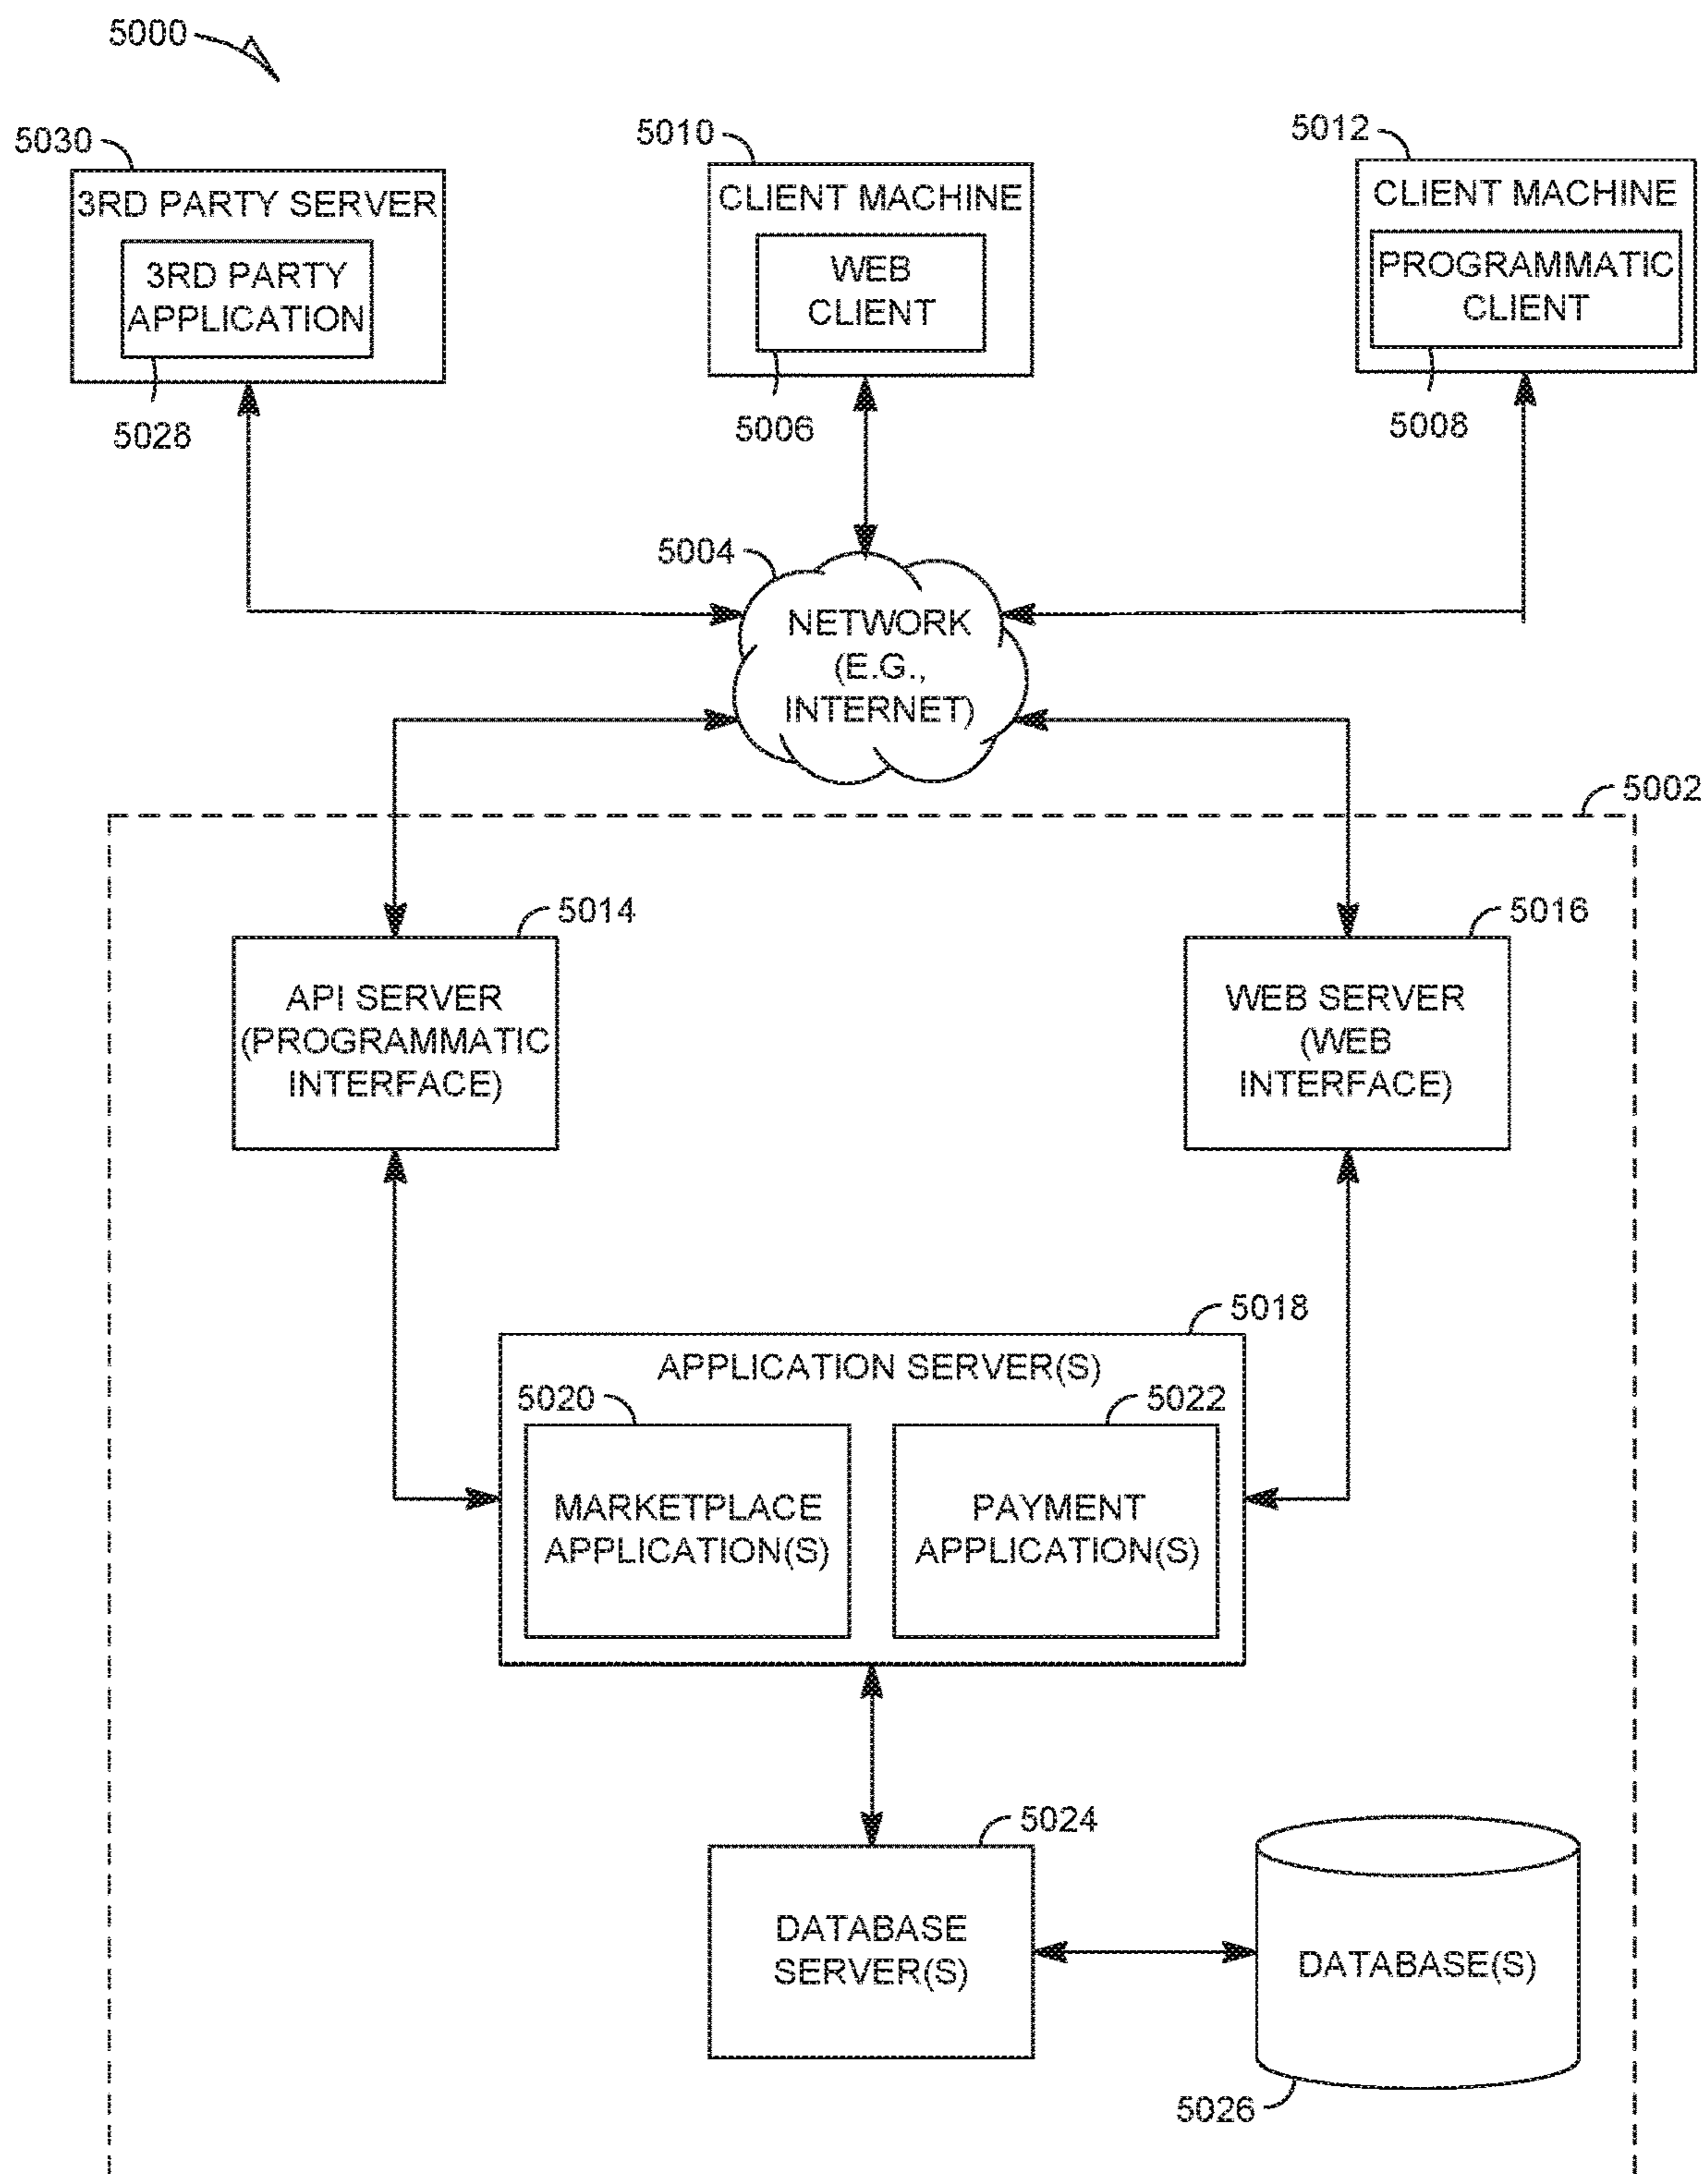 5000
5030
3RD PARTY SERVER
3RD PARTY
APPLICATION
5028
5010
CLIENT MACHINE
WEB
CLIENT
5006
5012
CLIENT MACHINE
PROGRAMMATIC
CLIENT
5008
5004
NETWORK
(E.G.,
INTERNET)
5002
5014
API SERVER
(PROGRAMMATIC
INTERFACE)
5016
WEB SERVER
(WEB
INTERFACE)
5018
APPLICATION SERVER(S)
5020
MARKETPLACE
APPLICATION(S)
5022
PAYMENT
APPLICATION(S)
5024
DATABASE
SERVER(S)
DATABASE(S)
5026